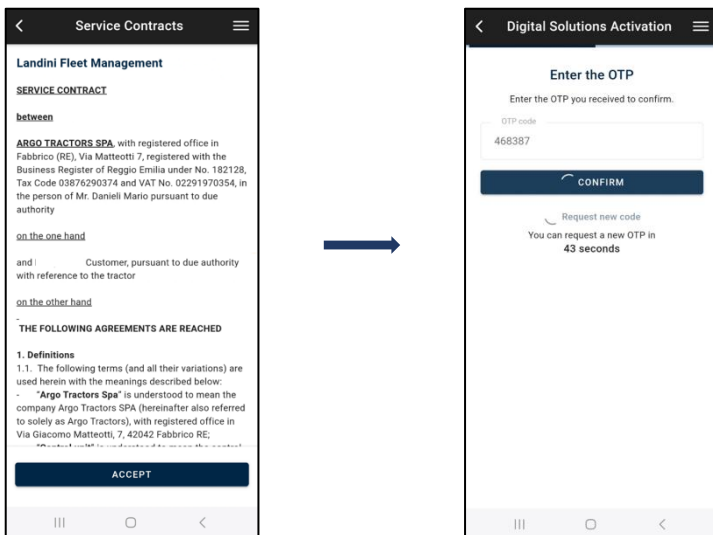 Service Contracts
Landini Fleet Management
SERVICE CONTRACT
between
ARGO TRACTORS SPA, with registered office in
Fabbrico (RE), Via Matteotti 7, registered with the
Business Register of Reggio Emilia under No. 182128,
Tax Code 03876290374 and VAT No. 02291970354, in
the person of Mr. Danieli Mario pursuant to due
authority
on the one hand
and Customer, pursuant to due authority
with reference to the tractor
on the other hand
-
THE FOLLOWING AGREEMENTS ARE REACHED
1. Definitions
1.1. The following terms (and all their variations) are
used herein with the meanings described below:
- "Argo Tractors Spa" is understood to mean the
company Argo Tractors SPA (hereinafter also referred
to solely as Argo Tractors), with registered office in
Via Giacomo Matteotti, 7, 42042 Fabbrico RE;
ACCEPT
Digital Solutions Activation
Enter the OTP
Enter the OTP you received to confirm.
OTP code
468387
CONFIRM
Request new code
You can request a new OTP in
43 seconds